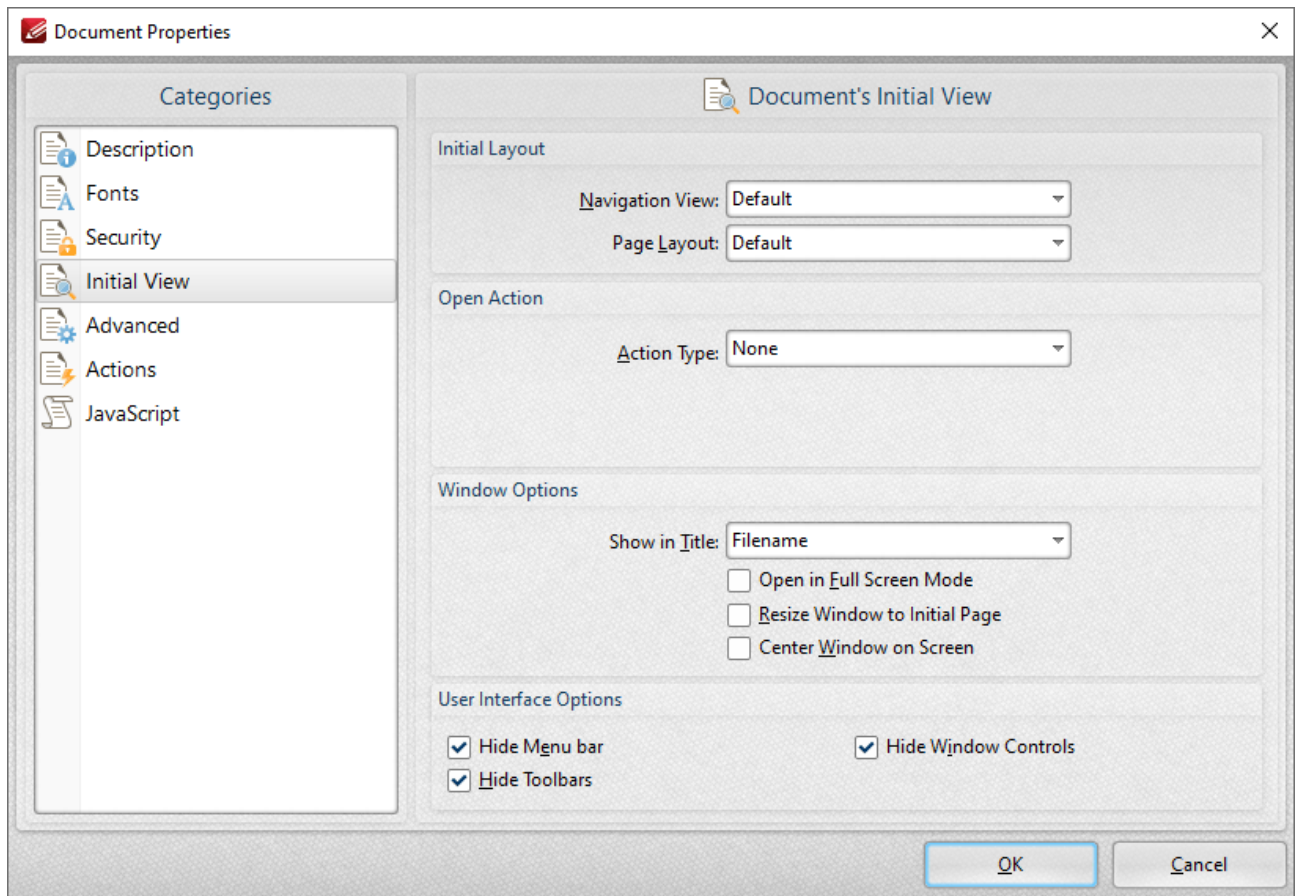 Document Properties
Categories
Description
Fonts
Security
Initial View
Advanced
Actions
JavaScript
Document's Initial View
Initial Layout
Navigation View: Default
Page Layout: Default
Open Action
Action Type: None
Window Options
Show in Title: Filename
Open in Full Screen Mode
Resize Window to Initial Page
Center Window on Screen
User Interface Options
Hide Menu bar
Hide Window Controls
Hide Toolbars
OK
Cancel